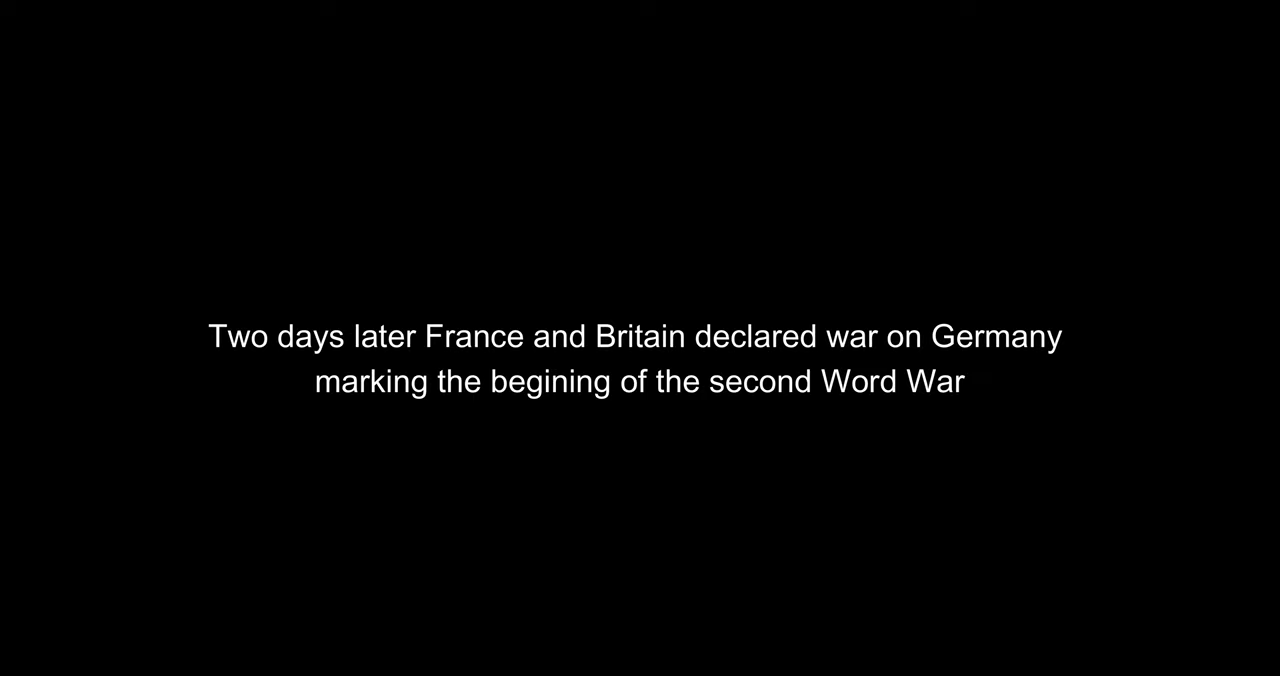 Two days later France and Britain declared war on Germany
marking the begining of the second Word War